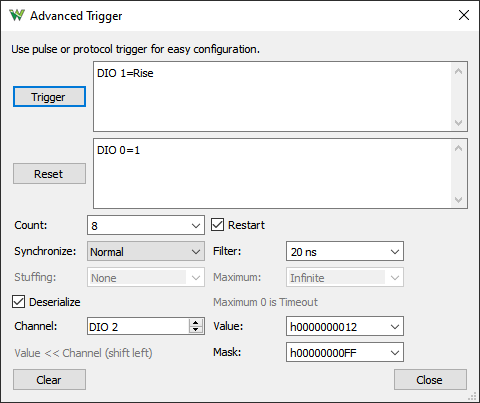 Advanced Trigger
Use pulse or protocol trigger for easy configuration.
Trigger
DIO 1=Rise
Reset
DIO 0=1
Count: 8 Restart
Synchronize: Normal Filter: 20 ns
Stuffing: None Maximum: Infinite
Deserialize Maximum 0 is Timeout
Channel: DIO 2 Value: h0000000012
Value << Channel (shift left) Mask: h00000000FF
Clear Close